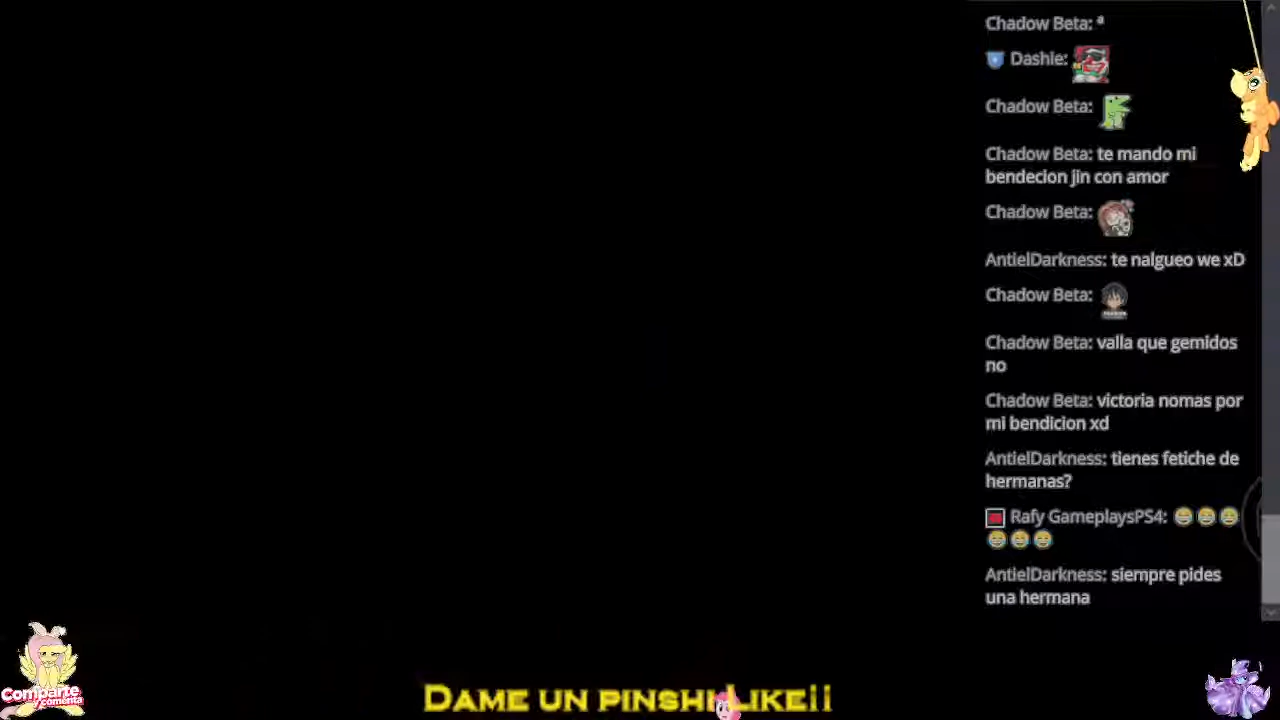 Chadow Beta: ª
Dashle:
Chadow Beta:
Chadow Beta: te mando mi
bendecion jin con amor
Chadow Beta:
AntielDarkness: te nalgueo we xD
Chadow Beta:
Chadow Beta: valla que gemidos
no
Chadow Beta: victoria nomas por
mi bendicion xd
AntielDarkness: tienes fetiche de
hermanas?
Rafy GameplaysPS4: 😂😂😂
😂😂😂
AntielDarkness: siempre pides
una hermana
Comparte
y comenta
Dame un pinshi Like!!